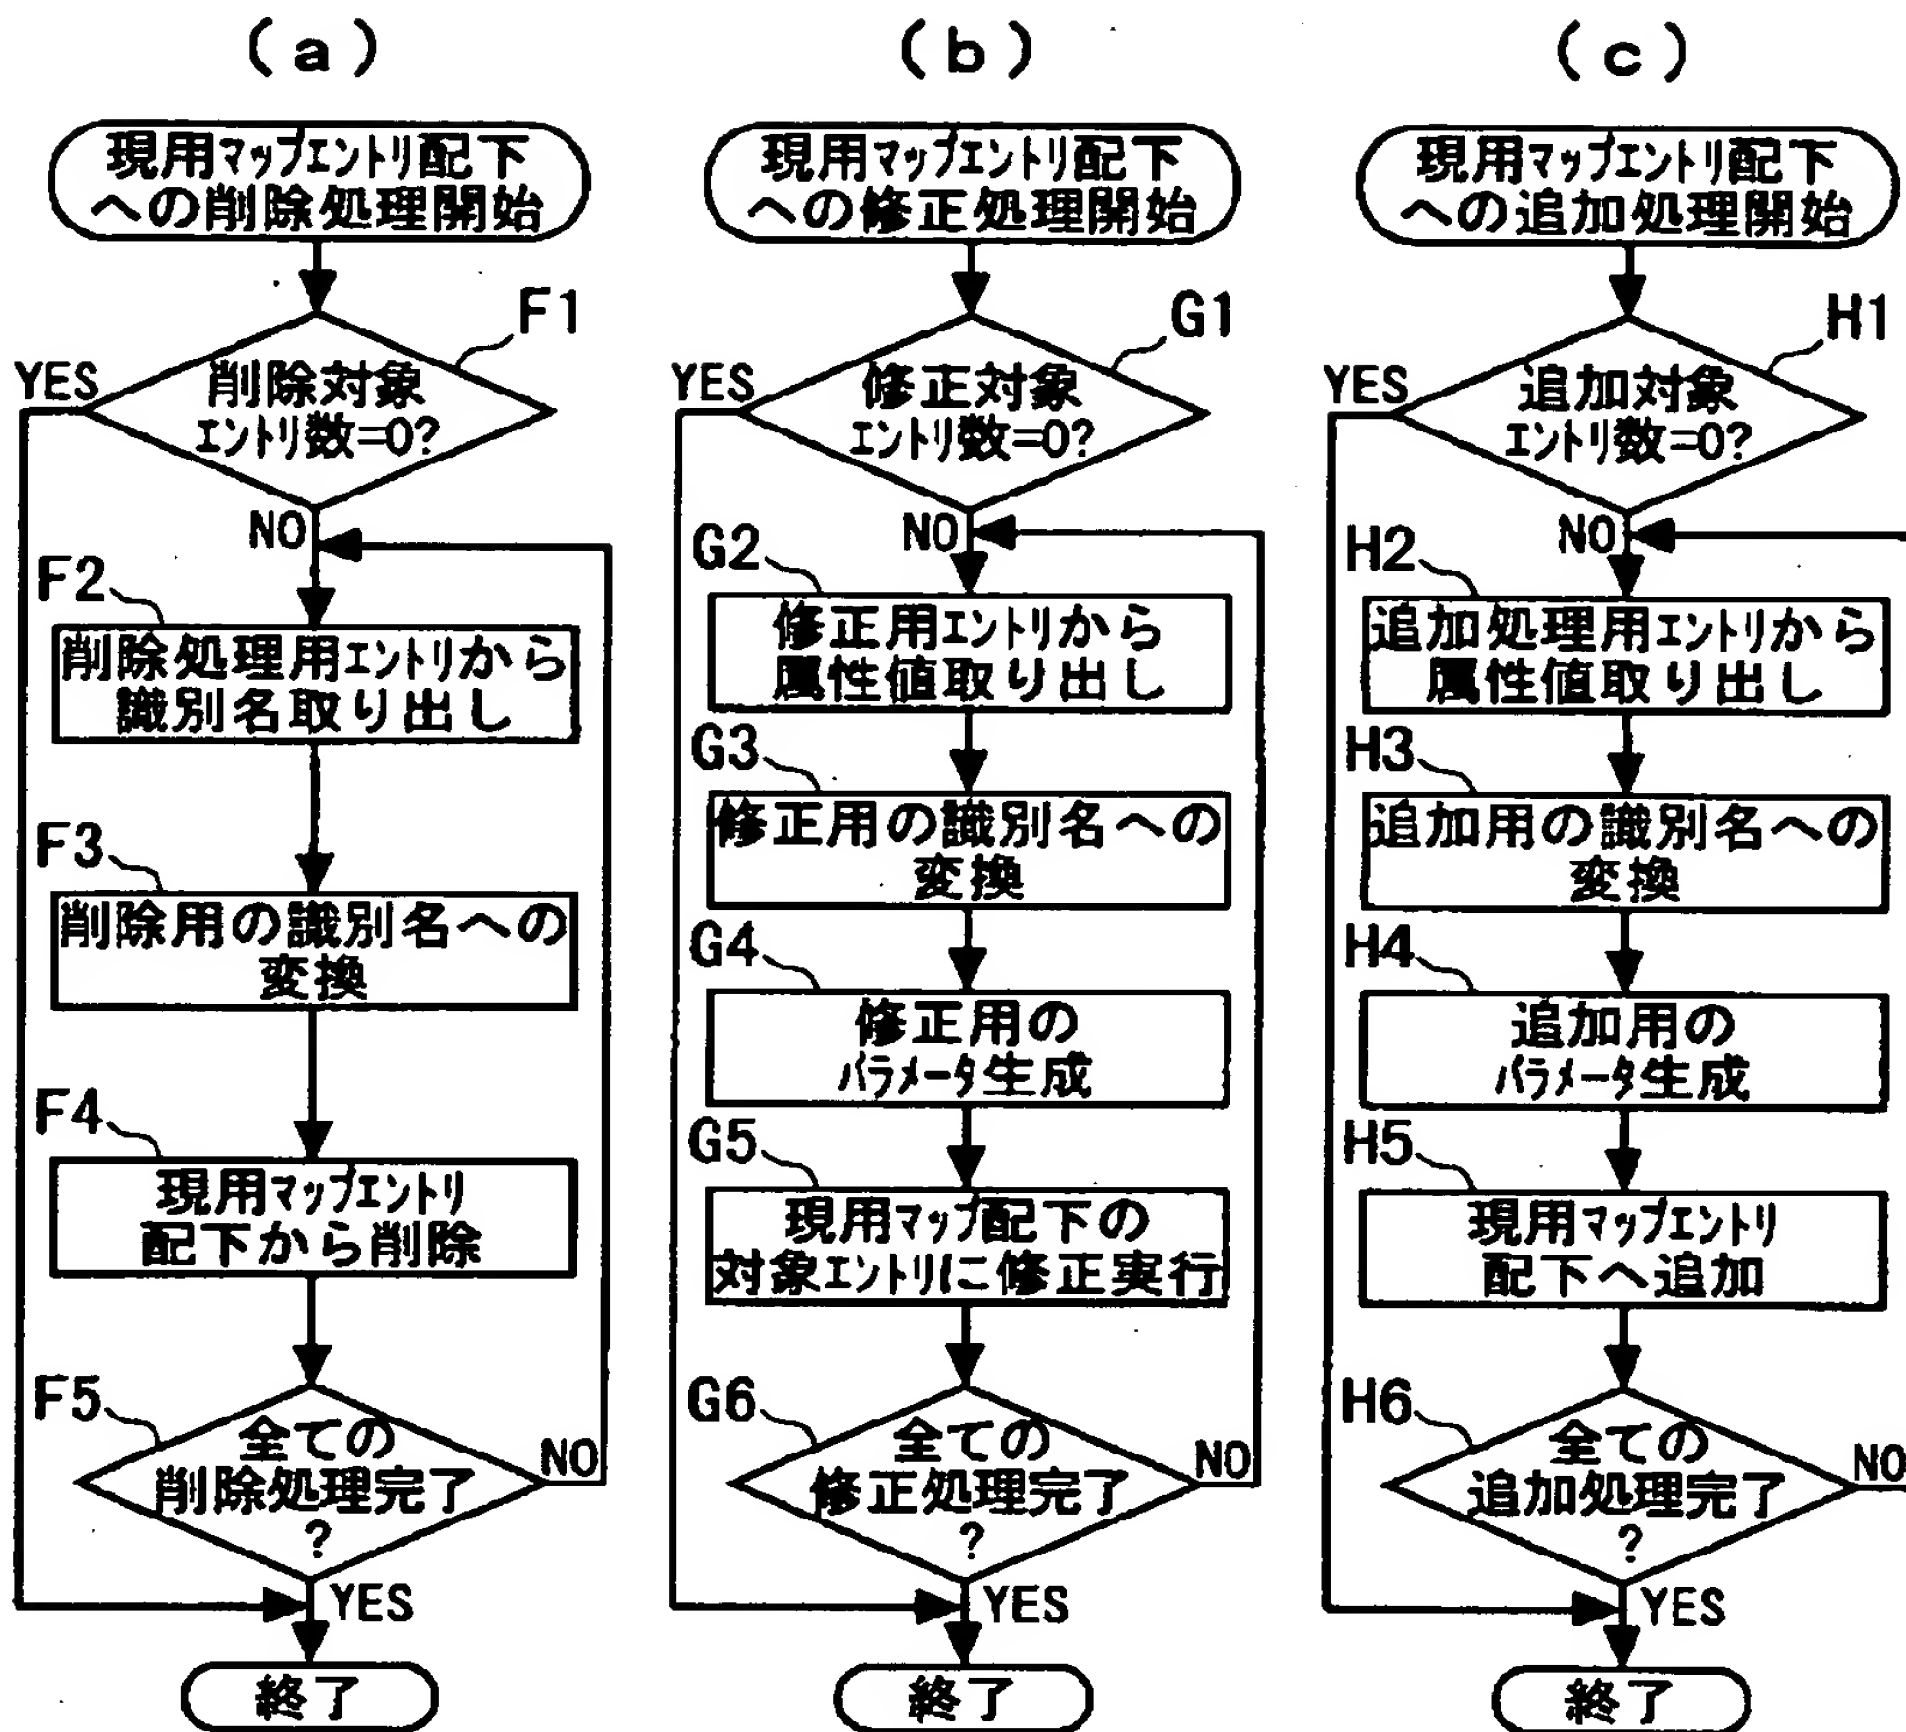 (a)
現用マップエントリ配下
への削除処理開始
F1
YES
削除対象
エントリ数=0?
NO
F2
削除処理用エントリから
識別名取り出し
F3
削除用の識別名への
変換
F4
現用マップエントリ
配下から削除
F5
全ての
削除処理完了
?
NO
YES
終了
(b)
現用マップエントリ配下
への修正処理開始
G1
YES
修正対象
エントリ数=0?
NO
G2
修正用エントリから
属性値取り出し
G3
修正用の識別名への
変換
G4
修正用の
パラメータ生成
G5
現用マップ配下の
対象エントリに修正実行
G6
全ての
修正処理完了
?
NO
YES
終了
(c)
現用マップエントリ配下
への追加処理開始
H1
YES
追加対象
エントリ数=0?
NO
H2
追加処理用エントリから
属性値取り出し
H3
追加用の識別名への
変換
H4
追加用の
パラメータ生成
H5
現用マップエントリ
配下へ追加
H6
全ての
追加処理完了
?
NO
YES
終了